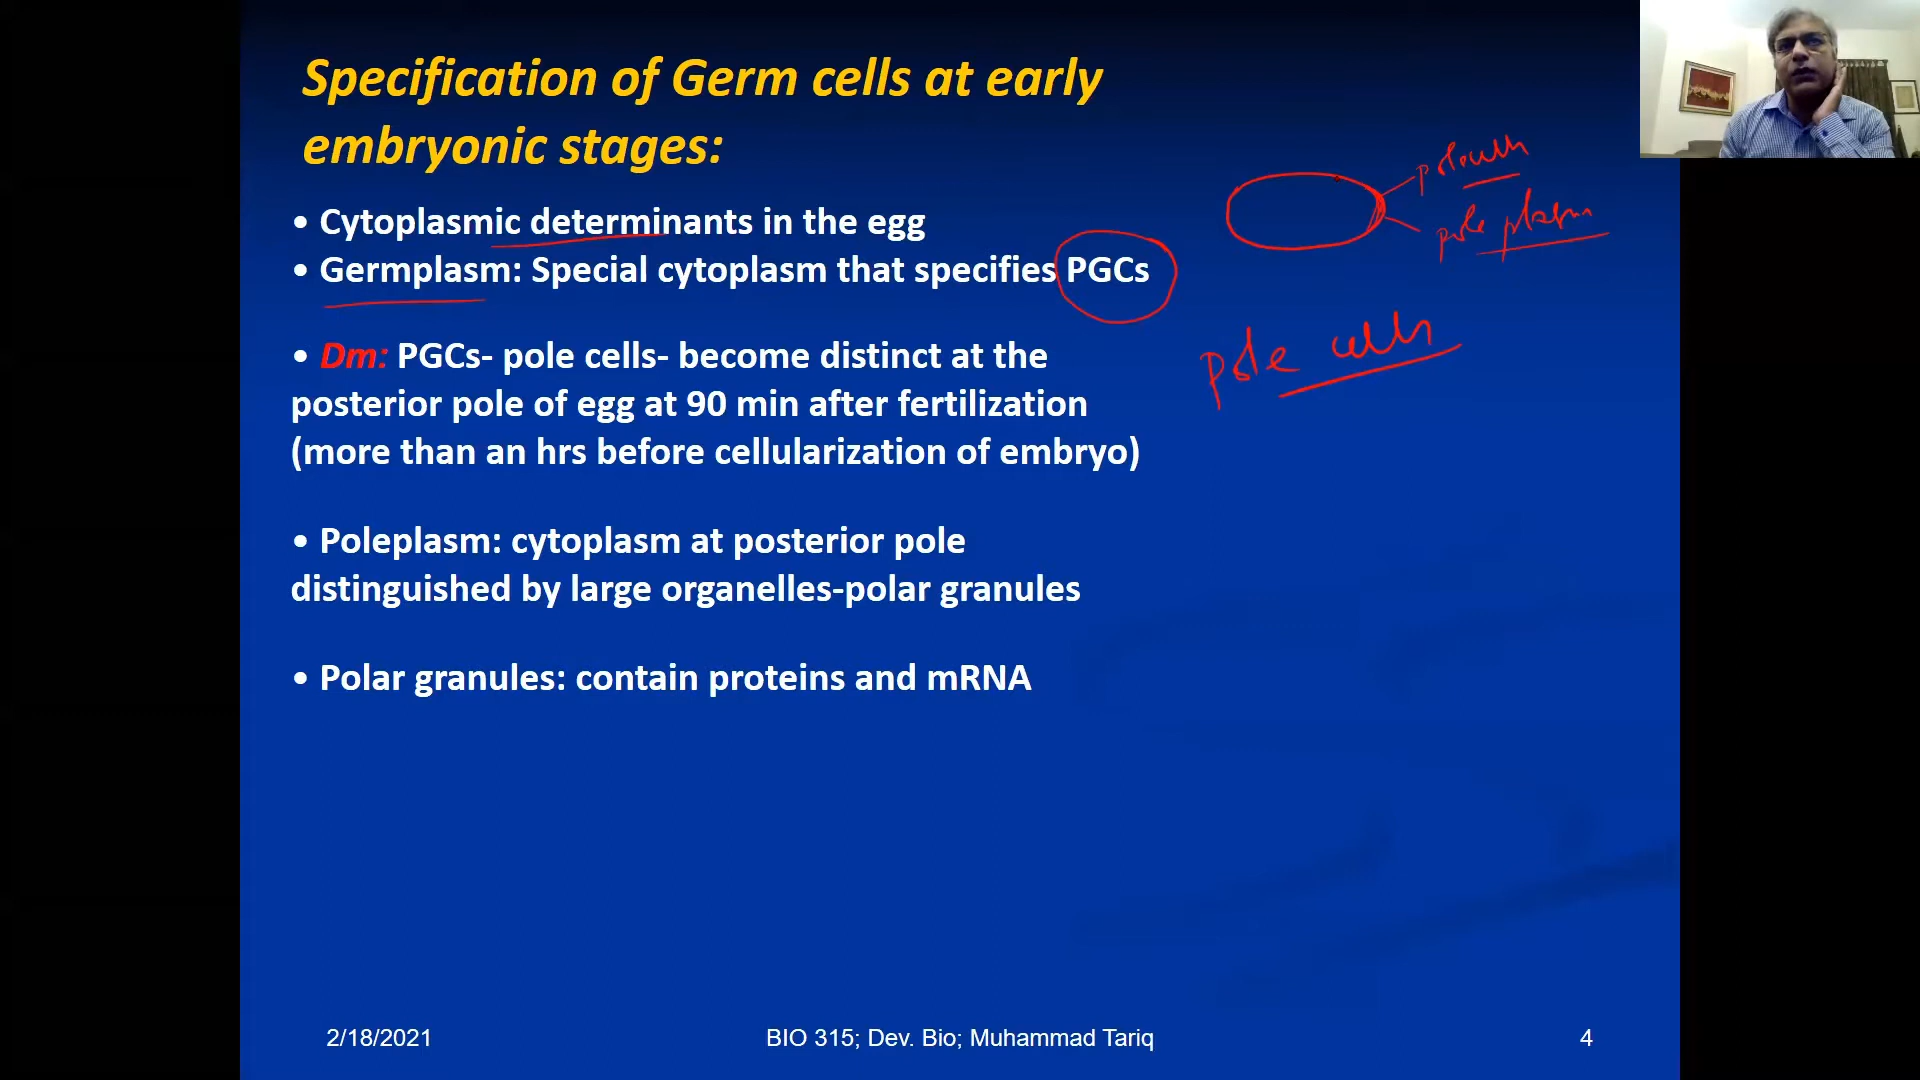 Specification of Germ cells at early
embryonic stages:
• Cytoplasmic determinants in the egg
• Germplasm: Special cytoplasm that specifies PGCs
• Dm: PGCs- pole cells- become distinct at the
posterior pole of egg at 90 min after fertilization
(more than an hrs before cellularization of embryo)
• Poleplasm: cytoplasm at posterior pole
distinguished by large organelles-polar granules
• Polar granules: contain proteins and mRNA
pole plasm
pole cells
2/18/2021
BIO 315; Dev. Bio; Muhammad Tariq
4